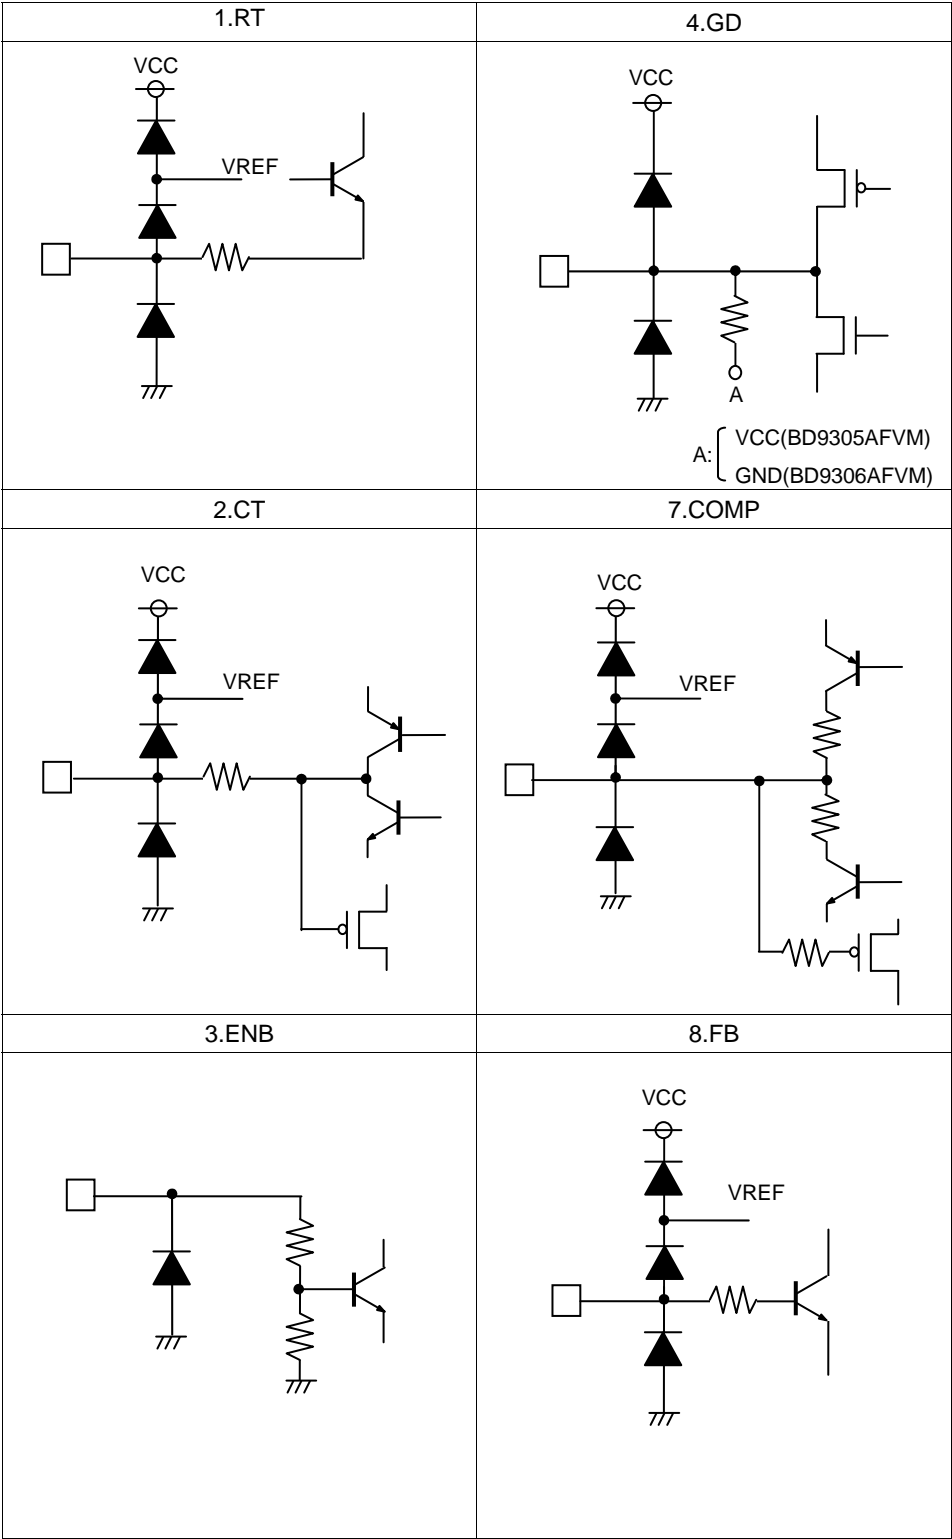 1.RT
VCC
VREF
4.GD
VCC
A
A:
VCC(BD9305AFVM)
GND(BD9306AFVM)
2.CT
VCC
VREF
7.COMP
VCC
VREF
3.ENB
8.FB
VCC
VREF